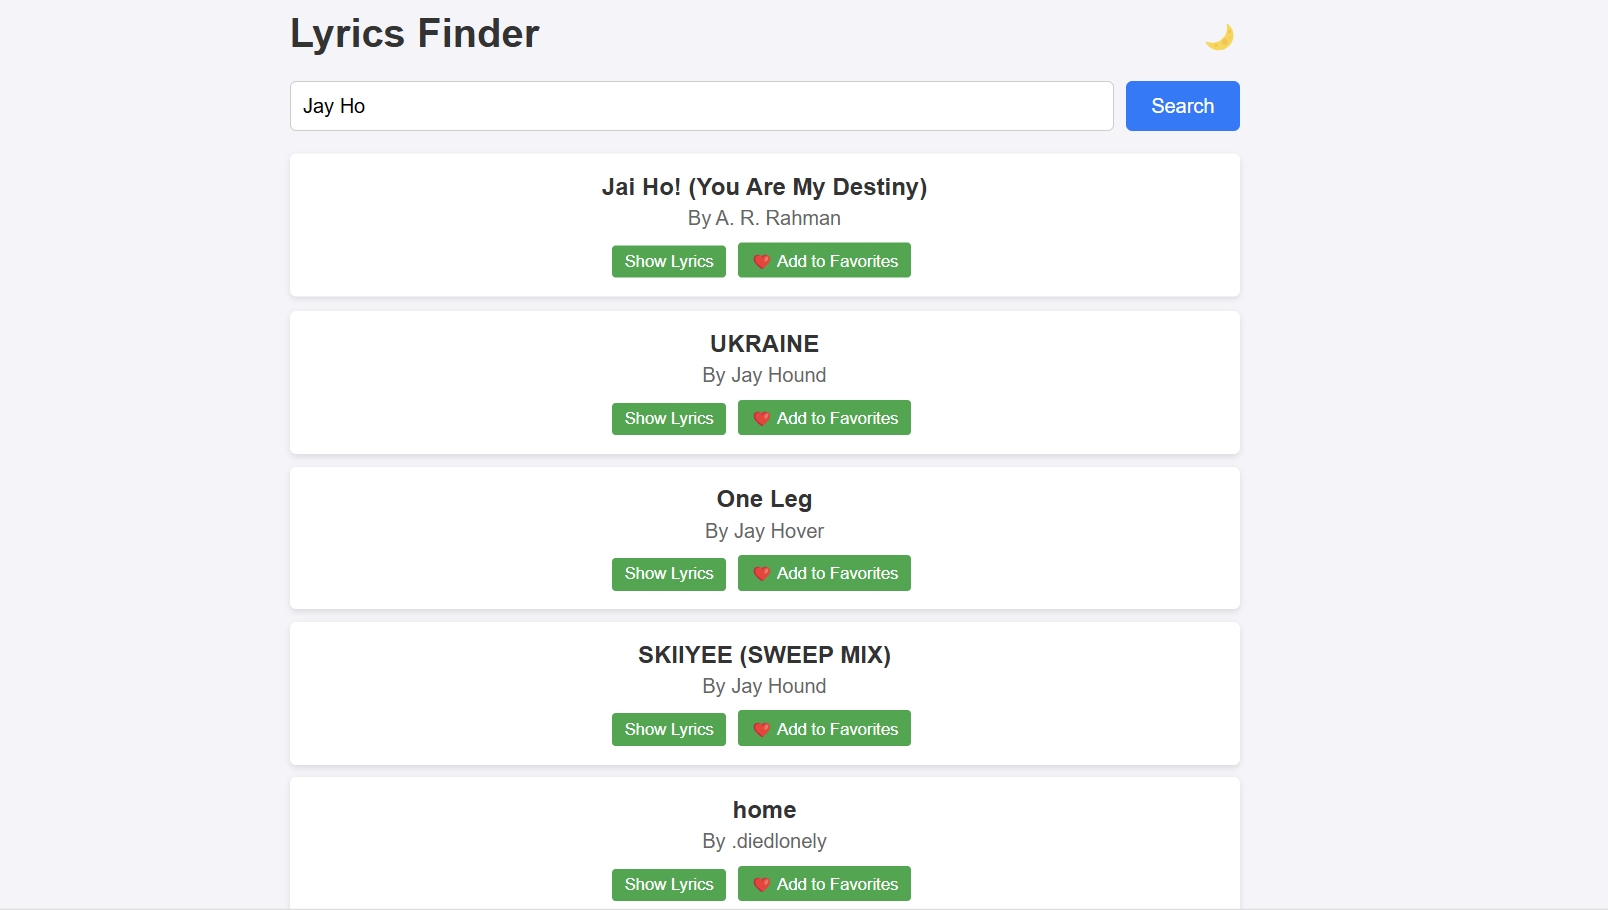 Lyrics Finder
Jay Ho
Search
Jai Ho! (You Are My Destiny)
By A. R. Rahman
Show Lyrics
Add to Favorites
UKRAINE
By Jay Hound
Show Lyrics
Add to Favorites
One Leg
By Jay Hover
Show Lyrics
Add to Favorites
SKIIYEE (SWEEP MIX)
By Jay Hound
Show Lyrics
Add to Favorites
home
By .diedlonely
Show Lyrics
Add to Favorites